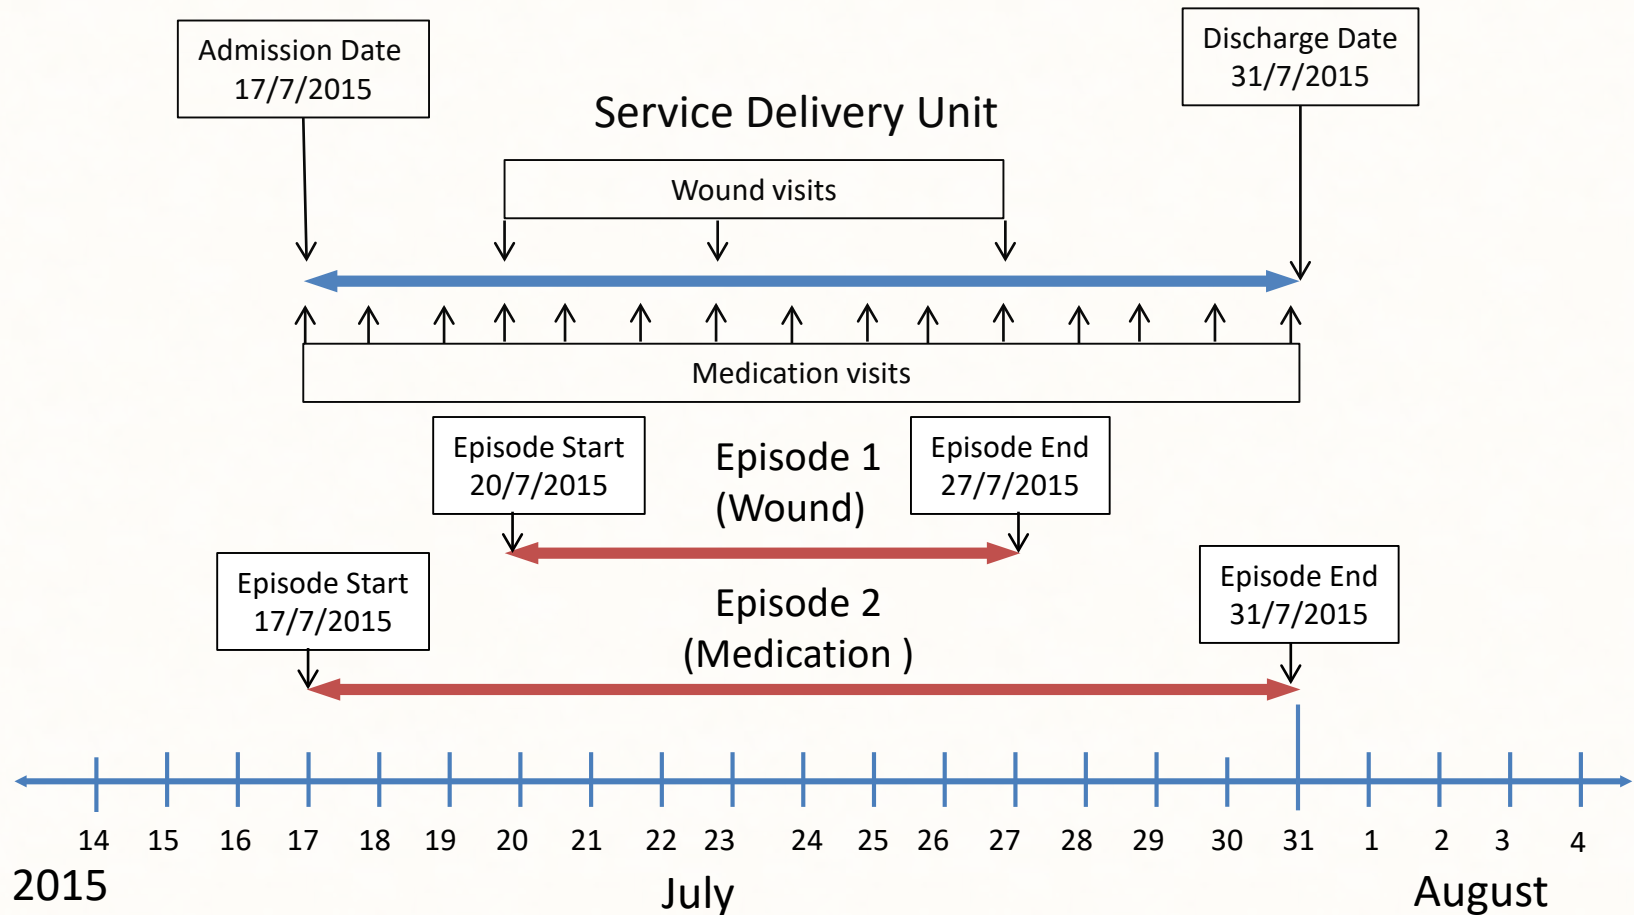 Admission Date
17/7/2015
Discharge Date
31/7/2015
Service Delivery Unit
Wound visits
Medication visits
Episode Start
20/7/2015
Episode 1
(Wound)
Episode End
27/7/2015
Episode Start
17/7/2015
Episode 2
(Medication )
Episode End
31/7/2015
14 15 16 17 18 19 20 21 22 23 24 25 26 27 28 29 30 31 1 2 3 4
2015 July August